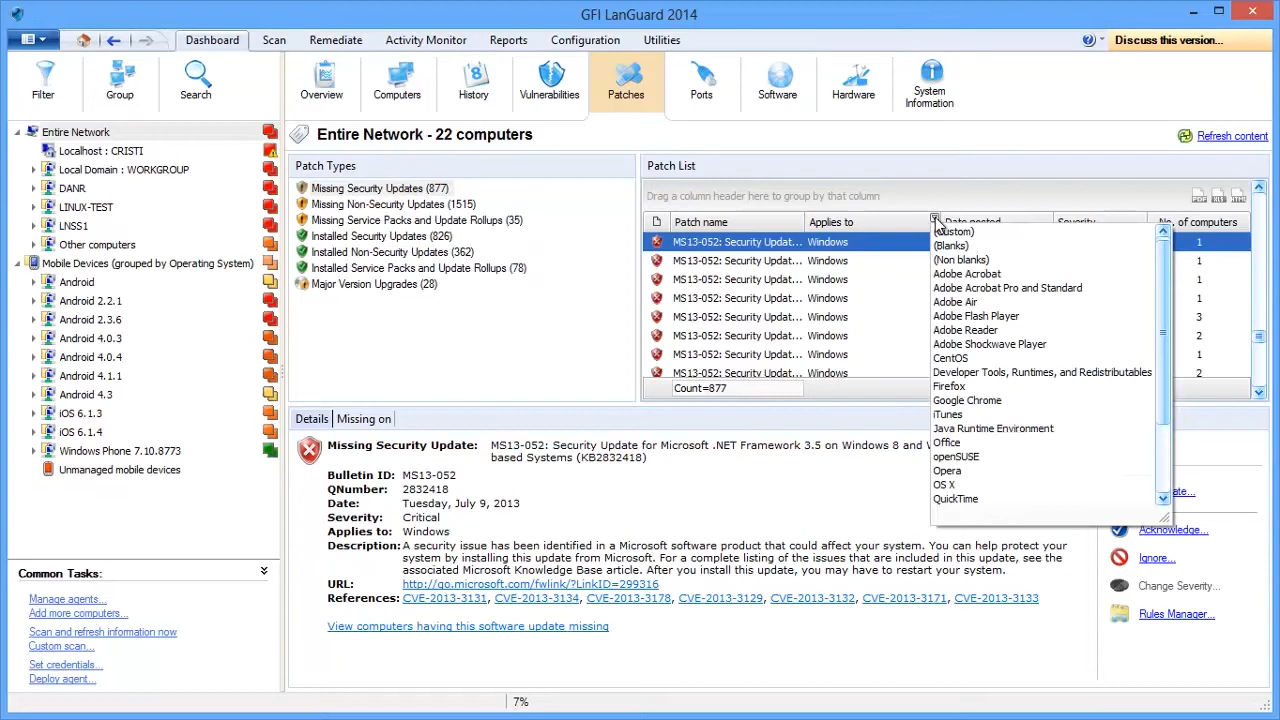 GFI LanGuard 2014
Dashboard
Scan
Remediate
Activity Monitor
Reports
Configuration
Utilities
Discuss this version...
Filter
Group
Search
Overview
Computers
History
Vulnerabilities
Patches
Ports
Software
Hardware
System
Information
Entire Network
Localhost : CRISTI
Local Domain : WORKGROUP
DANR
LINUX-TEST
LNSS1
Other computers
Mobile Devices (grouped by Operating System)
Android
Android 2.2.1
Android 2.3.6
Android 4.0.3
Android 4.0.4
Android 4.1.1
Android 4.3
iOS 6.1.3
iOS 6.1.4
Windows Phone 7.10.8773
Unmanaged mobile devices
Common Tasks:
Manage agents...
Add more computers...
Scan and refresh information now
Custom scan...
Set credentials...
Deploy agent...
Entire Network - 22 computers
Refresh content
Patch Types
Missing Security Updates (877)
Missing Non-Security Updates (1515)
Missing Service Packs and Update Rollups (35)
Installed Security Updates (826)
Installed Non-Security Updates (362)
Installed Service Packs and Update Rollups (78)
Major Version Upgrades (28)
Patch List
Drag a column header here to group by that column
Patch name Applies to Date posted Severity No. of computers
MS13-052: Security Updat... Windows 1
MS13-052: Security Updat... Windows 1
MS13-052: Security Updat... Windows 1
MS13-052: Security Updat... Windows 1
MS13-052: Security Updat... Windows 3
MS13-052: Security Updat... Windows 2
MS13-052: Security Updat... Windows 1
MS13-052: Security Updat... Windows 2
Count=877
(Custom)
(Blanks)
(Non blanks)
Adobe Acrobat
Adobe Acrobat Pro and Standard
Adobe Air
Adobe Flash Player
Adobe Reader
Adobe Shockwave Player
CentOS
Developer Tools, Runtimes, and Redistributables
Firefox
Google Chrome
iTunes
Java Runtime Environment
Office
openSUSE
Opera
OS X
QuickTime
Details
Missing on
Missing Security Update: MS13-052: Security Update for Microsoft .NET Framework 3.5 on Windows 8 and W
based Systems (KB2832418)
Bulletin ID: MS13-052
QNumber: 2832418
Date: Tuesday, July 9, 2013
Severity: Critical
Applies to: Windows
Description: A security issue has been identified in a Microsoft software product that could affect your system. You can help protect your
system by installing this update from Microsoft. For a complete listing of the issues that are included in this update, see the
associated Microsoft Knowledge Base article. After you install this update, you may have to restart your system.
URL: http://go.microsoft.com/fwlink/?LinkID=299316
References: CVE-2013-3131, CVE-2013-3134, CVE-2013-3178, CVE-2013-3129, CVE-2013-3132, CVE-2013-3171, CVE-2013-3133
View computers having this software update missing
ate...
Acknowledge...
Ignore...
Change Severity...
Rules Manager...
7%